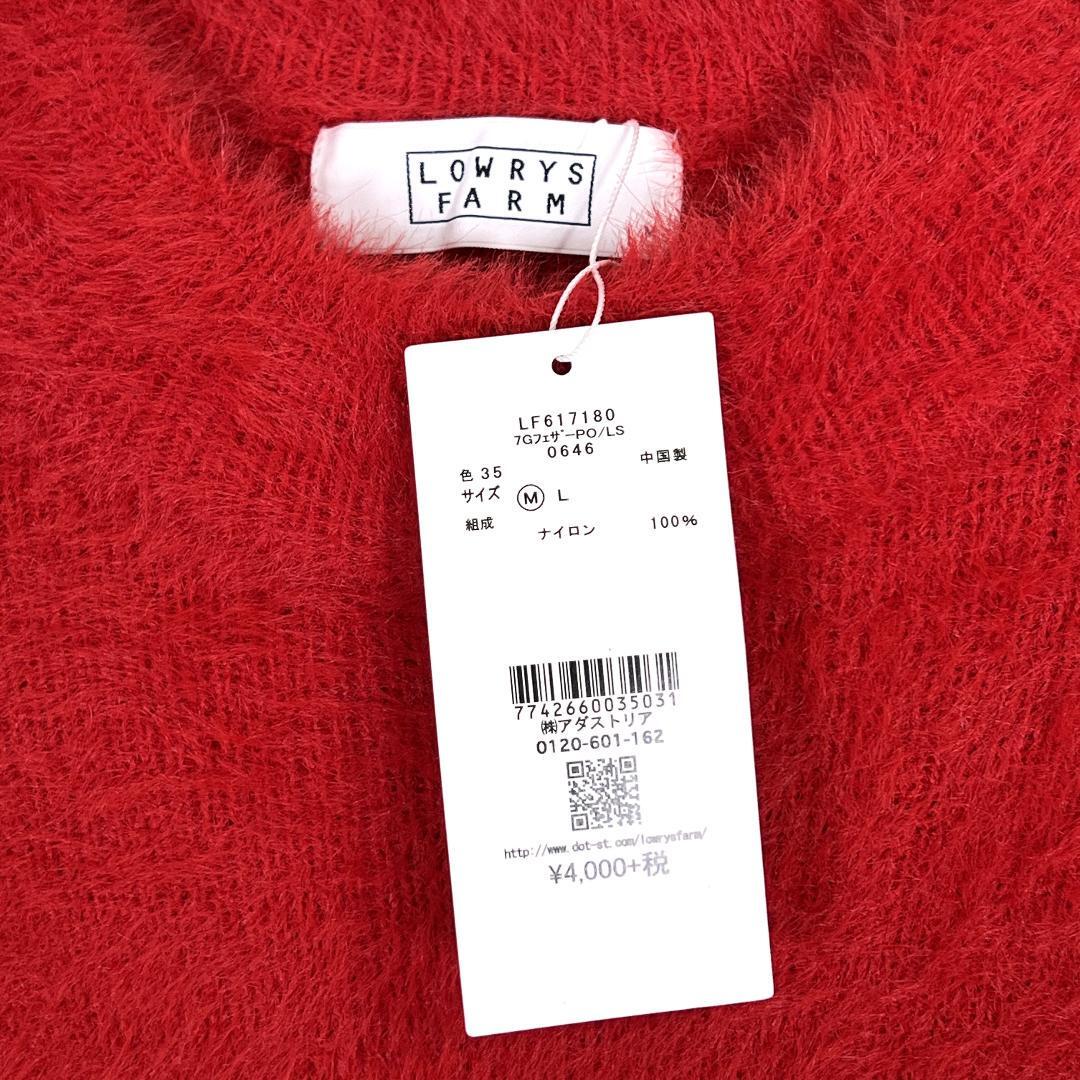 LOWRYS
FARM
LF617180
7Gフェザ-PO/LS
0646
色 35
中国製
サイズ Ⓜ L
組成 ナイロン 100%
7742660035031
㈱アダストリア
0120-601-162
http://www.dot-st.com/lowrysfarm/
¥4,000+税